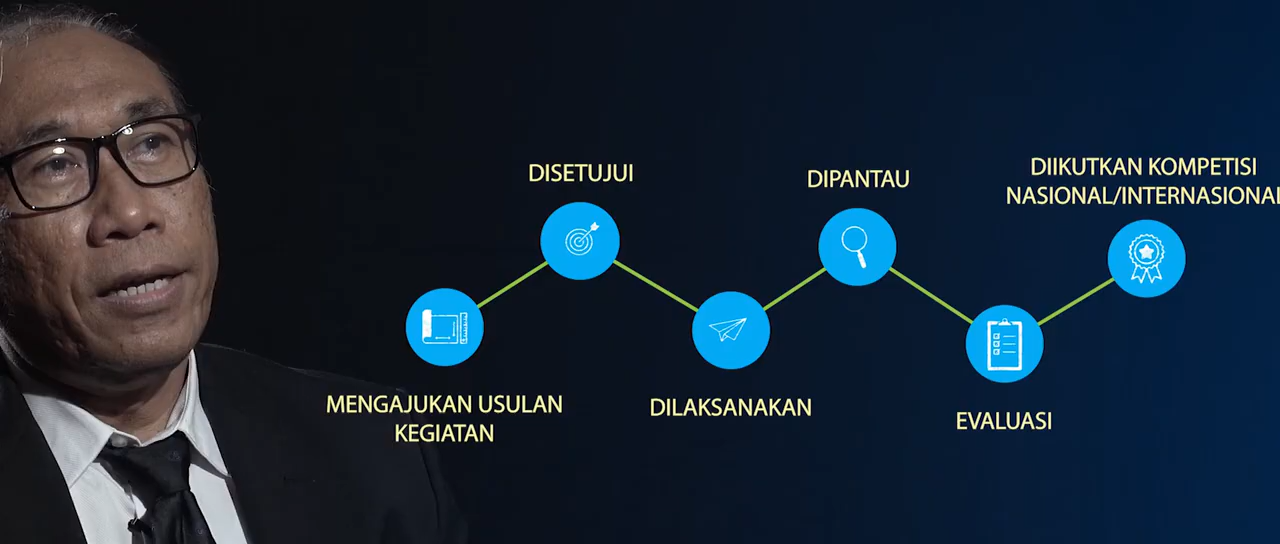 MENGAJUKAN USULAN
KEGIATAN
DISETUJUI
DILAKSANAKAN
DIPANTAU
EVALUASI
DIIKUTKAN KOMPETISI
NASIONAL/INTERNASIONAL